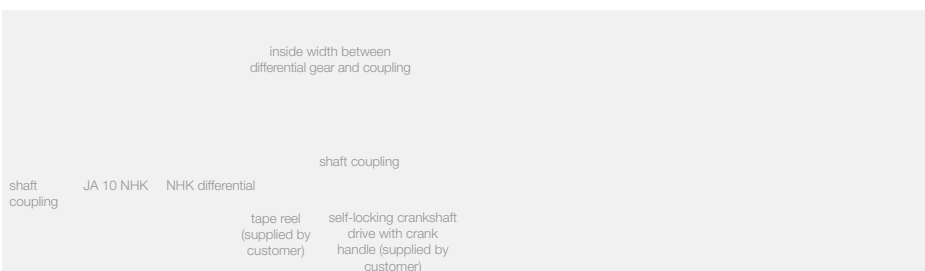 inside width between
differential gear and coupling
shaft coupling
shaft
coupling
JA 10 NHK
NHK differential
tape reel
(supplied by
customer)
self-locking crankshaft
drive with crank
handle (supplied by
customer)